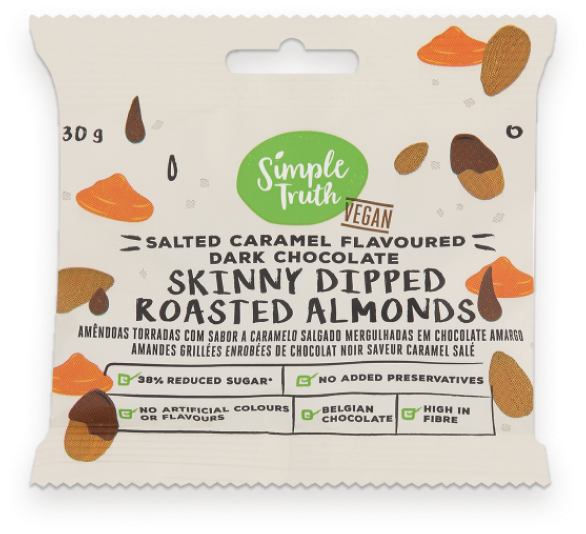 30 g
Simple
Truth
VEGAN
SALTED CARAMEL FLAVOURED
DARK CHOCOLATE
SKINNY DIPPED
ROASTED ALMONDS
AMÊNDOAS TORRADAS COM SABOR A CARAMELO SALGADO MERGULHADAS EM CHOCOLATE AMARGO
AMANDES GRILLÉES ENROBÉES DE CHOCOLAT NOIR SAVEUR CARAMEL SALÉ
38% REDUCED SUGAR* NO ADDED PRESERVATIVES
NO ARTIFICIAL COLOURS
OR FLAVOURS
BELGIAN
CHOCOLATE
HIGH IN
FIBRE